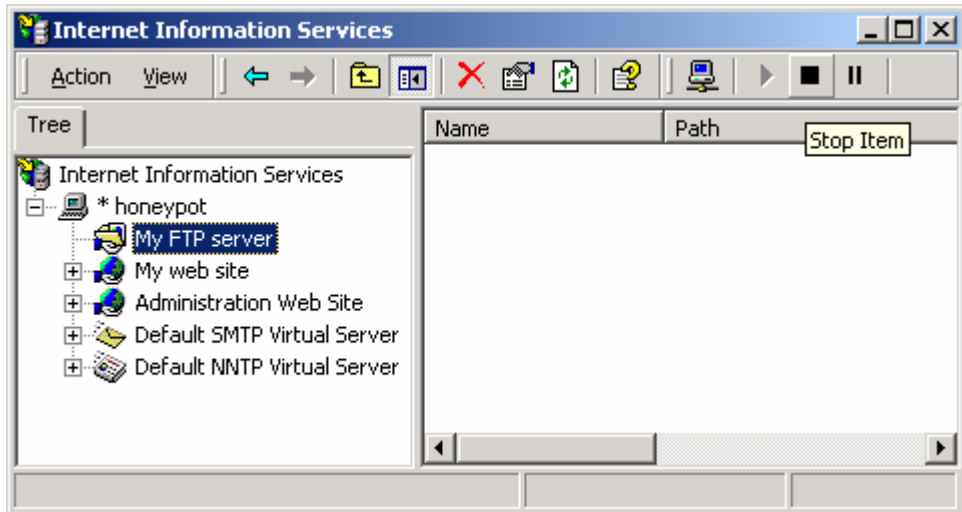 Internet Information Services
Action View
Tree
Name Path
Stop Item
Internet Information Services
* honeypot
My FTP server
My web site
Administration Web Site
Default SMTP Virtual Server
Default NNTP Virtual Server